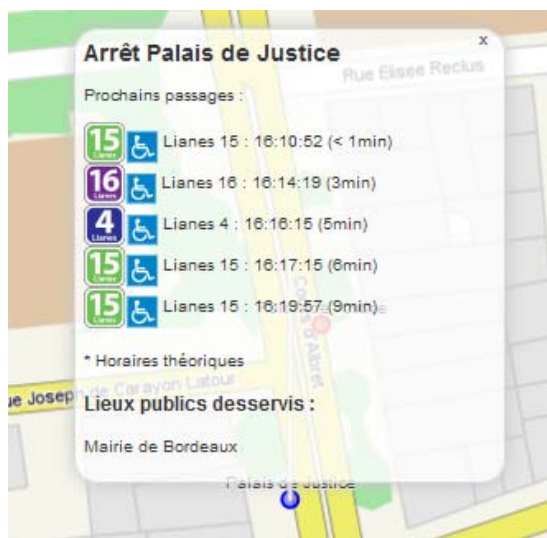 Arrêt Palais de Justice
x
Rue Elisee Reclus
Prochains passages :
15 Lianes Lianes 15 : 16:10:52 (< 1min)
16 Lianes Lianes 16 : 16:14:19 (3min)
4 Lianes Lianes 4 : 16:16:15 (5min)
15 Lianes Lianes 15 : 16:17:15 (6min)
15 Lianes Lianes 15 : 16:19:57 (9min)
d'Albret
* Horaires théoriques
ue Joseph de Carayon Latour
Lieux publics desservis :
Mairie de Bordeaux
Palais de Justice